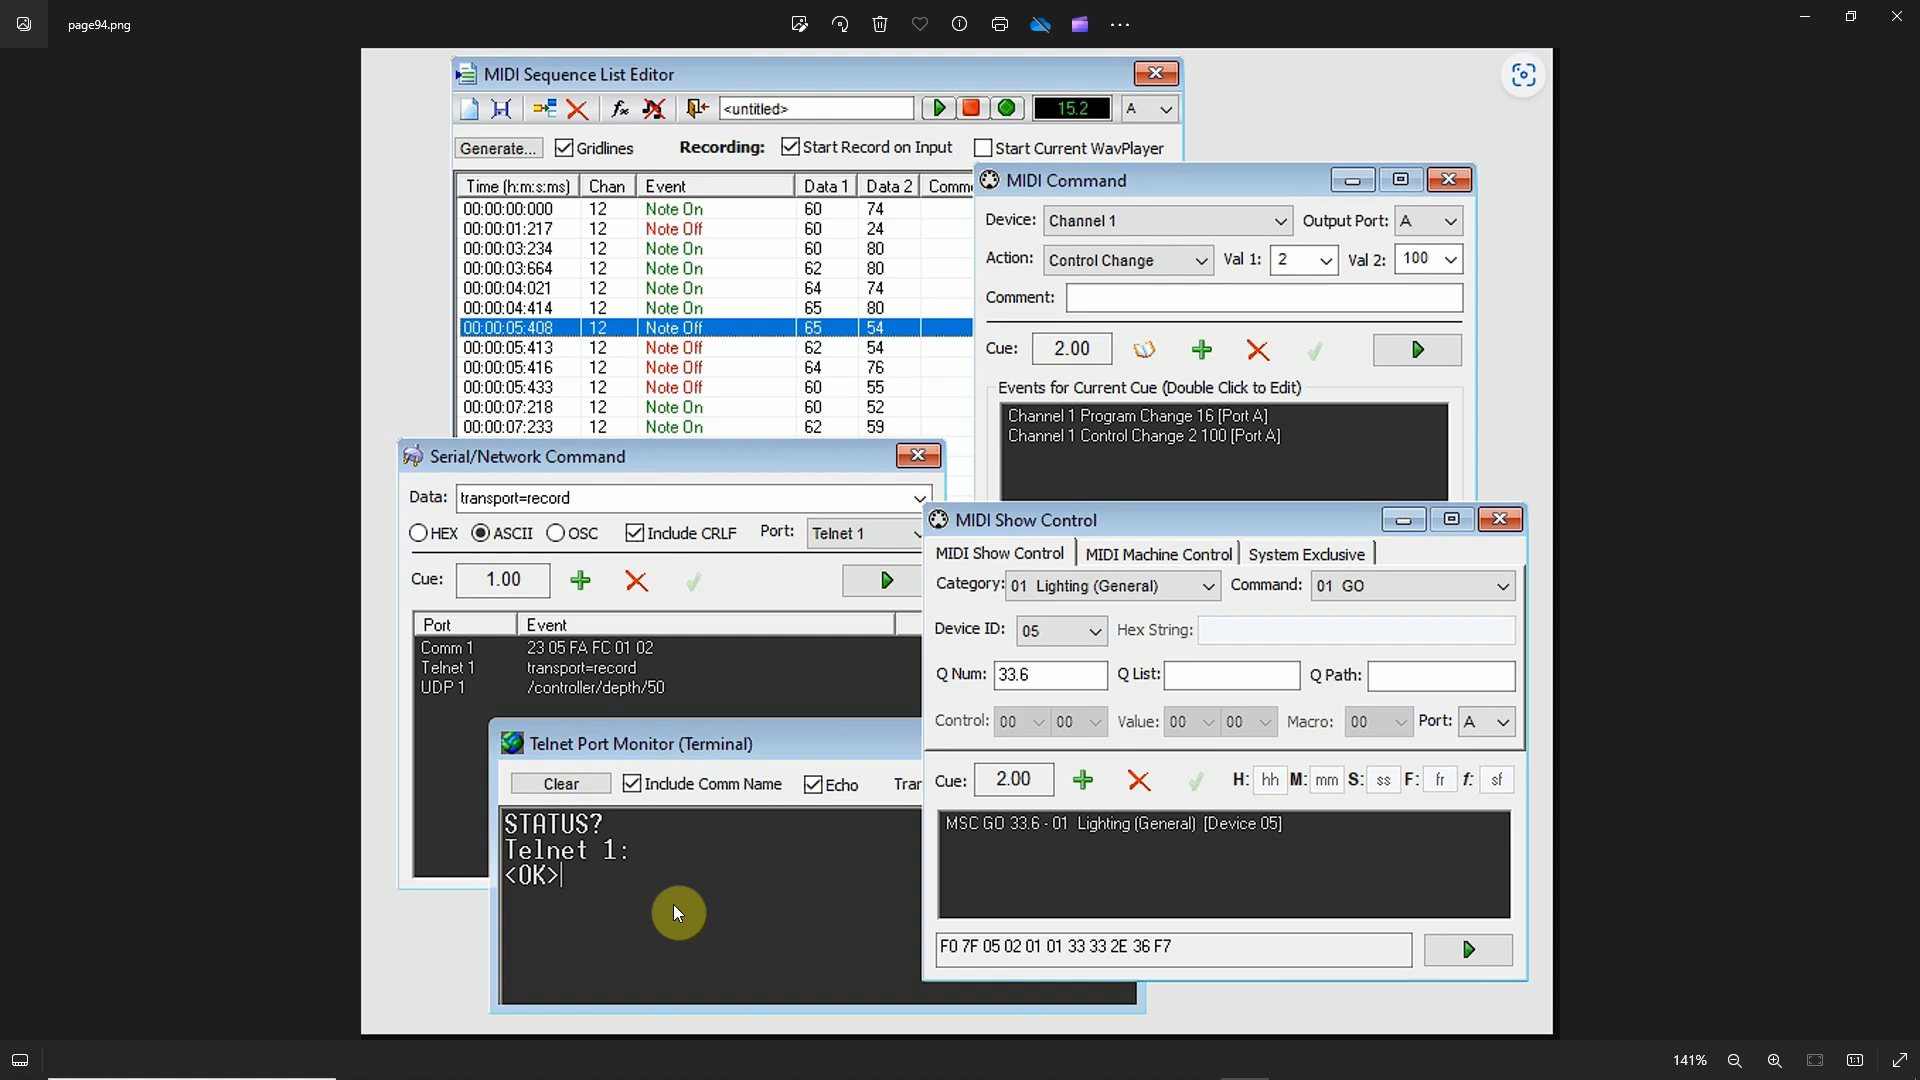 page94.png
MIDI Sequence List Editor
<untitled>
15.2
A
Generate...
Gridlines
Recording:
Start Record on Input
Start Current WavPlayer
Time (h:m:s:ms) Chan Event Data 1 Data 2 Comme
00:00:00:000 12 Note On 60 74
00:00:01:217 12 Note Off 60 24
00:00:03:234 12 Note On 60 80
00:00:03:664 12 Note On 62 80
00:00:04:021 12 Note On 64 74
00:00:04:414 12 Note On 65 80
00:00:05:408 12 Note Off 65 54
00:00:05:413 12 Note Off 62 54
00:00:05:416 12 Note Off 64 76
00:00:05:433 12 Note Off 60 55
00:00:07:218 12 Note On 60 52
00:00:07:233 12 Note On 62 59
MIDI Command
Device: Channel 1 Output Port: A
Action: Control Change Val 1: 2 Val 2: 100
Comment:
Cue: 2.00
Events for Current Cue (Double Click to Edit)
Channel 1 Program Change 16 [Port A]
Channel 1 Control Change 2 100 [Port A]
Serial/Network Command
Data: transport=record
HEX ASCII OSC Include CRLF Port: Telnet 1
Cue: 1.00
Port Event
Comm 1 23 05 FA FC 01 02
Telnet 1 transport=record
UDP 1 /controller/depth/50
Telnet Port Monitor (Terminal)
Clear Include Comm Name Echo Tra
STATUS?
Telnet 1:
<OK>
MIDI Show Control
MIDI Show Control MIDI Machine Control System Exclusive
Category: 01 Lighting (General) Command: 01 GO
Device ID: 05 Hex String:
Q Num: 33.6 Q List: Q Path:
Control: 00 00 Value: 00 00 Macro: 00 Port: A
Cue: 2.00 H: hh M: mm S: ss F: fr f: sf
MSC GO 33.6 - 01 Lighting (General) [Device 05]
F0 7F 05 02 01 01 33 33 2E 36 F7
141%